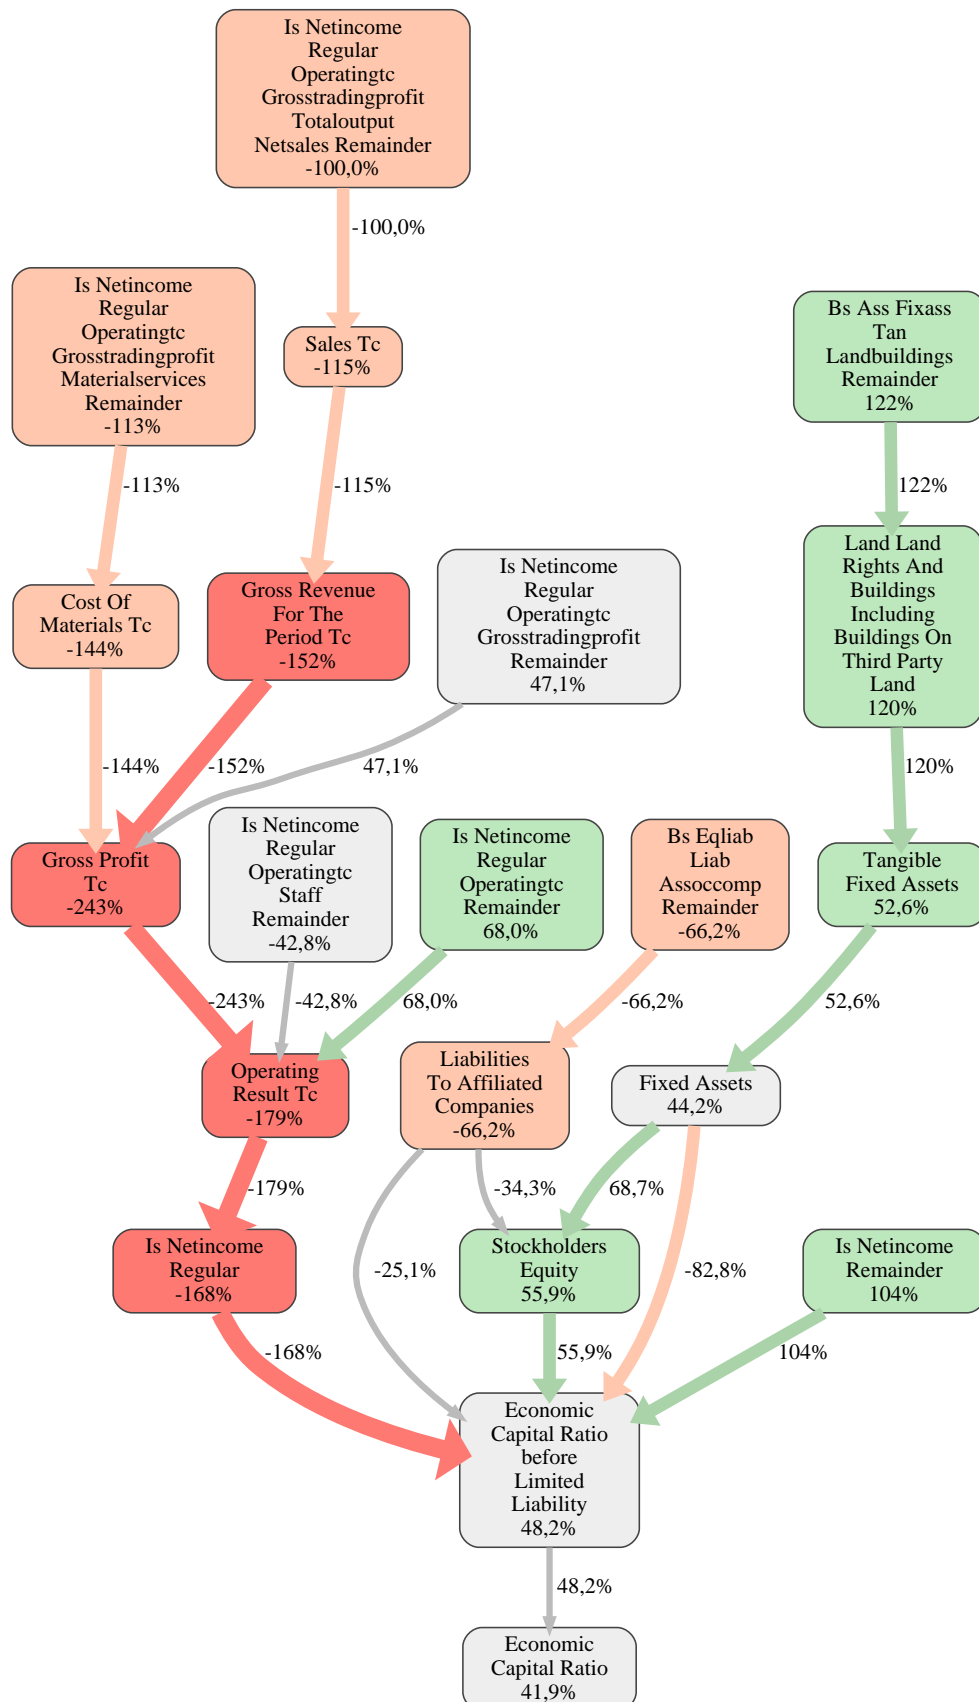 Is Netincome
Regular
Operatingtc
Grosstradingprofit
Totaloutput
Netsales Remainder
-100,0%
-100,0%
Is Netincome
Regular
Operatingtc
Grosstradingprofit
Materialservices
Remainder
-113%
Sales Tc
-115%
Bs Ass Fixass
Tan
Landbuildings
Remainder
122%
-113%
-115%
122%
Cost Of
Materials Tc
-144%
Gross Revenue
For The
Period Tc
-152%
Is Netincome
Regular
Operatingtc
Grosstradingprofit
Remainder
47,1%
Land Land
Rights And
Buildings
Including
Buildings On
Third Party
Land
120%
-144%
-152%
47,1%
120%
Gross Profit
Tc
-243%
Is Netincome
Regular
Operatingtc
Staff
Remainder
-42,8%
Is Netincome
Regular
Operatingtc
Remainder
68,0%
Bs Eqliab
Liab
Assoccomp
Remainder
-66,2%
Tangible
Fixed Assets
52,6%
-243%
-42,8%
68,0%
-66,2%
52,6%
Operating
Result Tc
-179%
Liabilities
To Affiliated
Companies
-66,2%
Fixed Assets
44,2%
-179%
-34,3%
68,7%
Is Netincome
Regular
-168%
-25,1%
Stockholders
Equity
55,9%
-82,8%
Is Netincome
Remainder
104%
-168%
55,9%
104%
Economic
Capital Ratio
before
Limited
Liability
48,2%
48,2%
Economic
Capital Ratio
41,9%